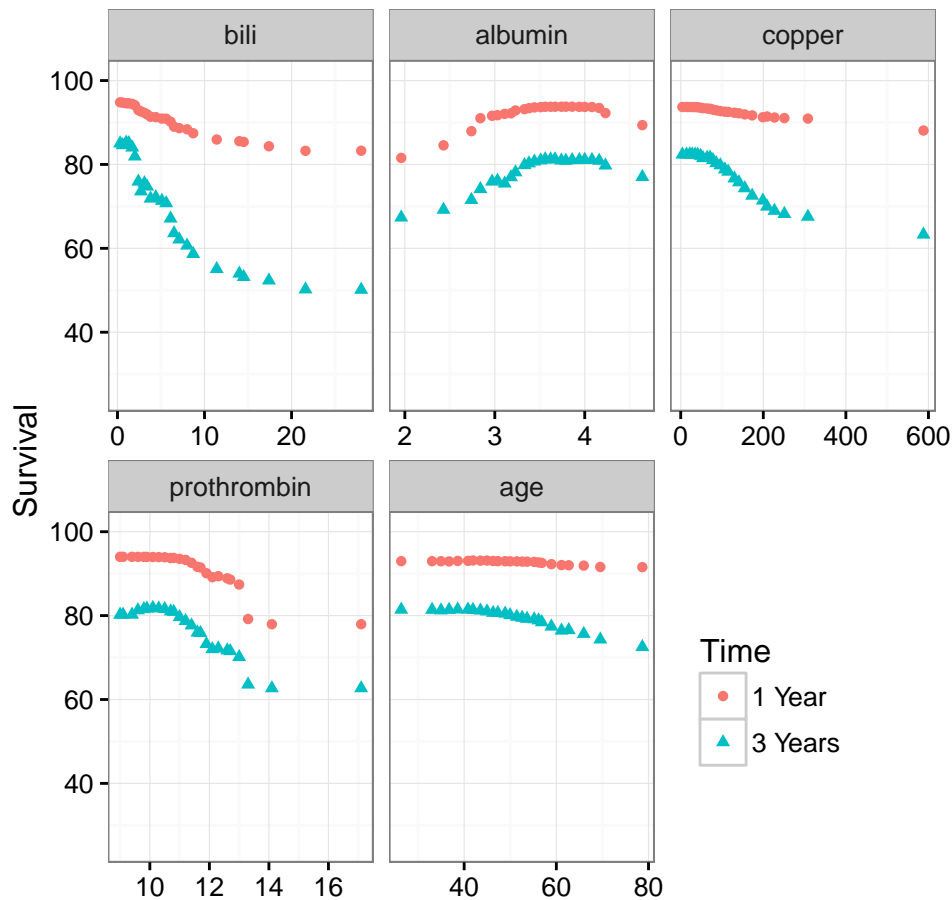 bili albumin copper
100
80
60
40
0 10 20 2 3 4 0 200 400 600
Survival
prothrombin age
100
80
60
40
10 12 14 16 40 60 80
Time
1 Year
3 Years